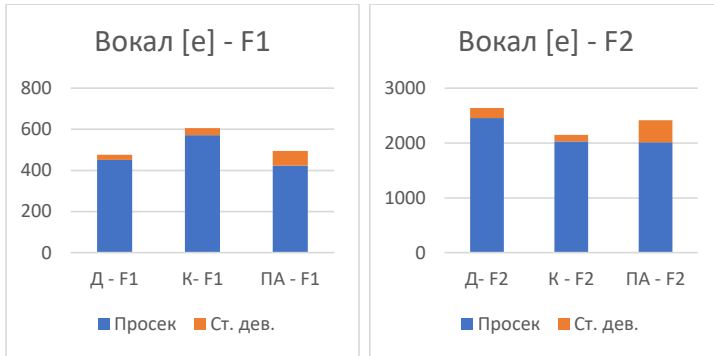 Вокал [е] - F1
800
600
400
200
0
Д - F1 К- F1 ПА - F1
Просек Ст. дев.
Вокал [е] - F2
3000
2000
1000
0
Д- F2 К - F2 ПА - F2
Просек Ст. дев.